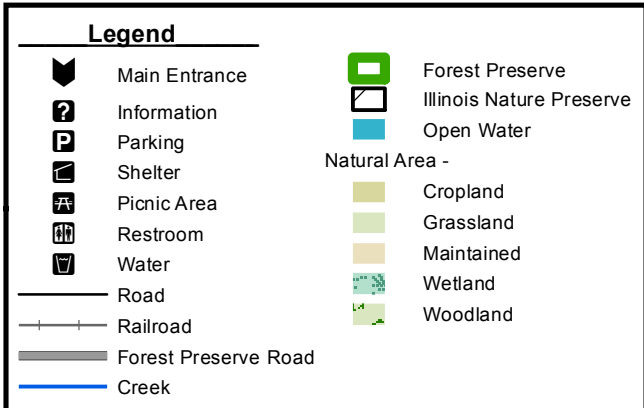 Legend
Main Entrance
? Information
P Parking
Shelter
Picnic Area
Restroom
Water
Road
Railroad
Forest Preserve Road
Creek
Forest Preserve
Illinois Nature Preserve
Open Water
Natural Area -
Cropland
Grassland
Maintained
Wetland
Woodland